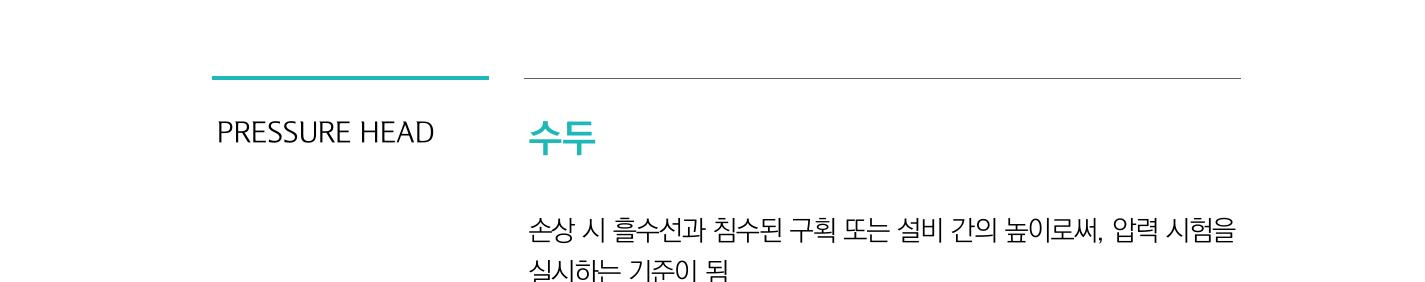 PRESSURE HEAD
수두
손상 시 흘수선과 침수된 구획 또는 설비 간의 높이로써, 압력 시험을
실시하는 기준이 됨